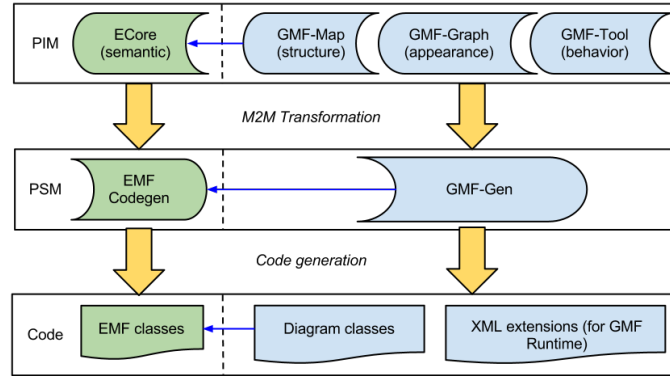 PIM
ECore
(semantic)
GMF-Map
(structure)
GMF-Graph
(appearance)
GMF-Tool
(behavior)
M2M Transformation
PSM
EMF
Codegen
GMF-Gen
Code generation
Code
EMF classes
Diagram classes
XML extensions (for GMF
Runtime)